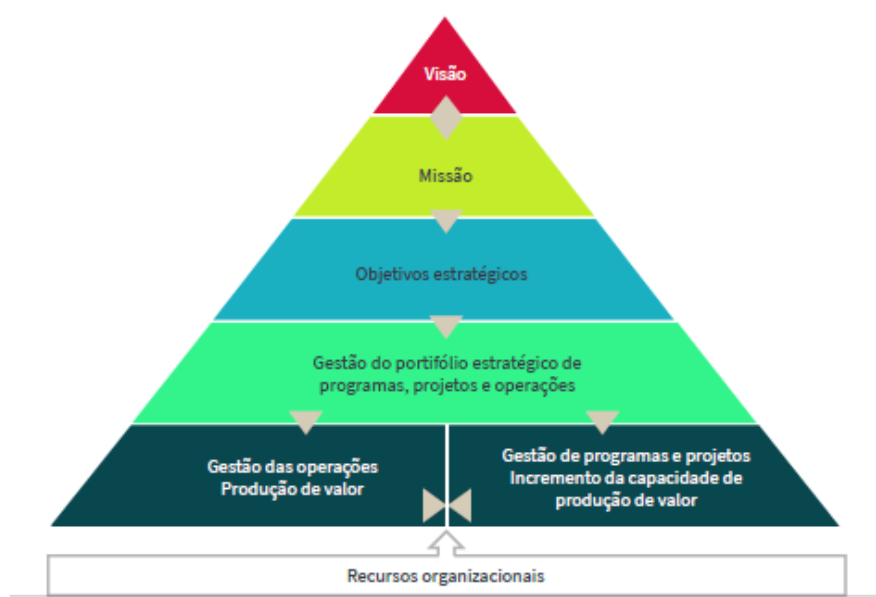 Visão
Missão
Objetivos estratégicos
Gestão do portifólio estratégico de
programas, projetos e operações
Gestão das operações
Produção de valor
Gestão de programas e projetos
Incremento da capacidade de
produção de valor
Recursos organizacionais